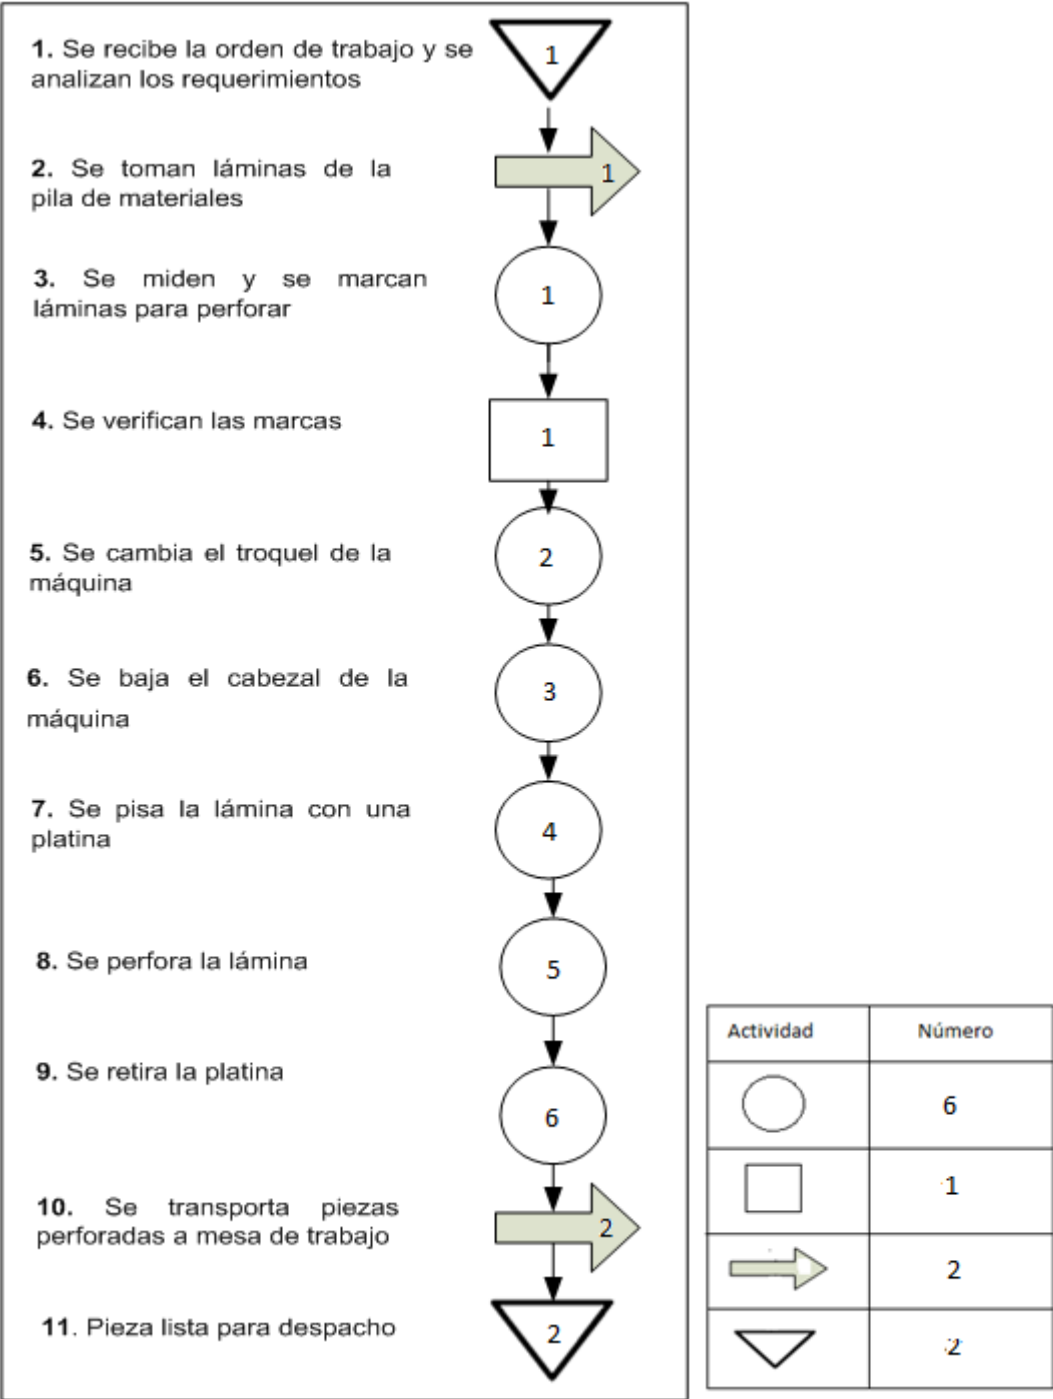 1. Se recibe la orden de trabajo y se
analizan los requerimientos
1
2. Se toman láminas de la
pila de materiales
1
3. Se miden y se marcan
láminas para perforar
1
4. Se verifican las marcas
1
5. Se cambia el troquel de la
máquina
2
6. Se baja el cabezal de la
máquina
3
7. Se pisa la lámina con una
platina
4
8. Se perfora la lámina
5
9. Se retira la platina
6
10. Se transporta piezas
perforadas a mesa de trabajo
2
11. Pieza lista para despacho
2
Actividad Número
6
1
2
2